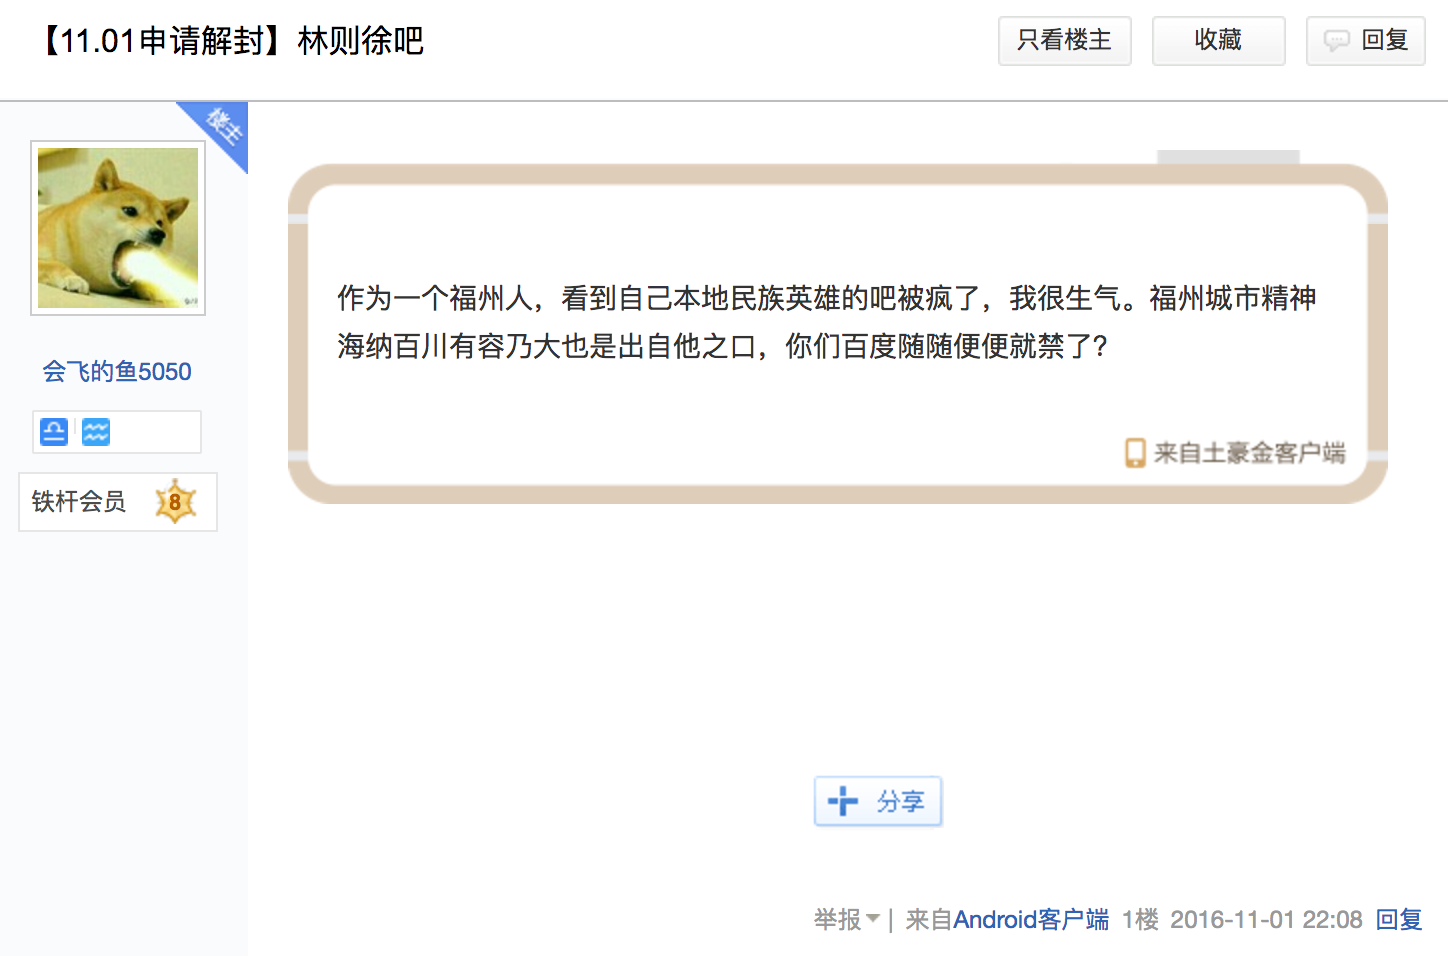 【11.01申请解封】林则徐吧
只看楼主
收藏
回复
楼主
会飞的鱼5050
铁杆会员 8
作为一个福州人，看到自己本地民族英雄的吧被疯了，我很生气。福州城市精神
海纳百川有容乃大也是出自他之口，你们百度随随便便就禁了？
来自土豪金客户端
分享
举报 | 来自Android客户端 1楼 2016-11-01 22:08 回复